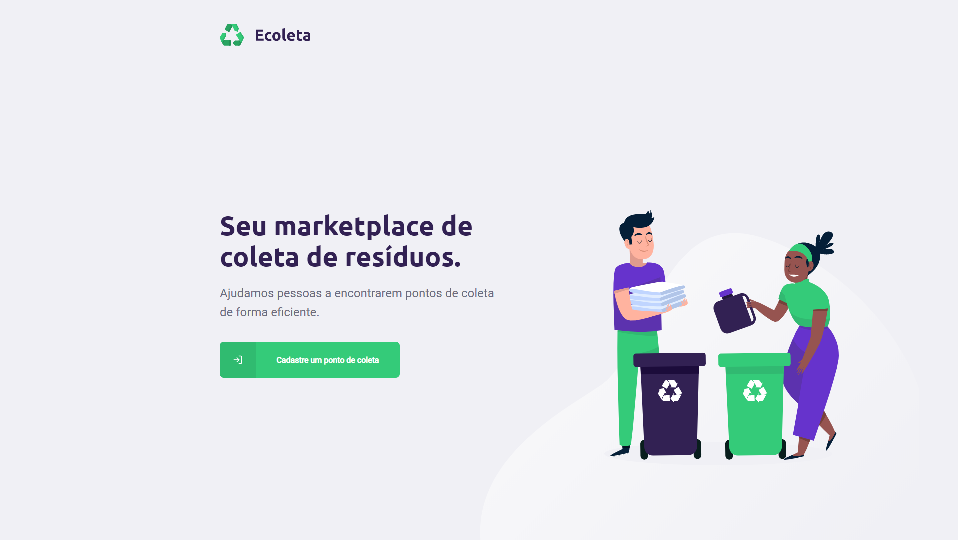 Ecoleta
Seu marketplace de
coleta de resíduos.
Ajudamos pessoas a encontrarem pontos de coleta
de forma eficiente.
Cadastre um ponto de coleta